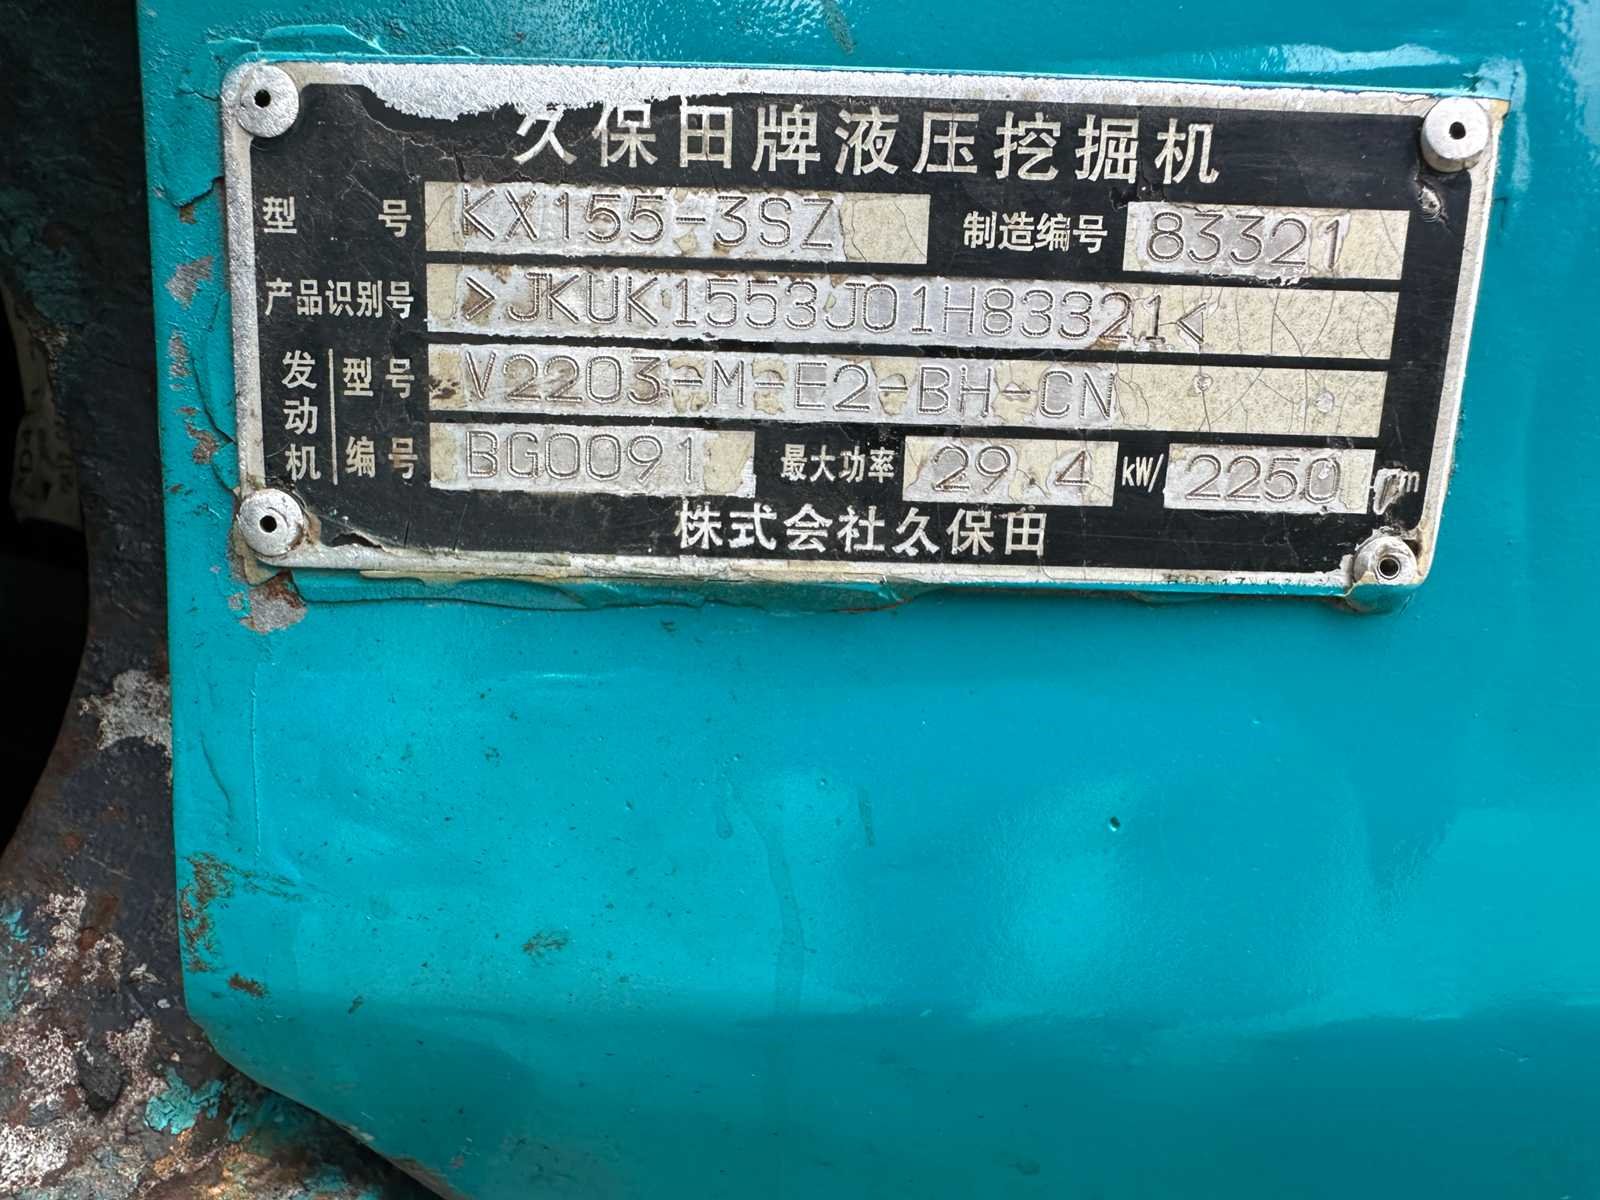 久保田牌液压挖掘机
型号 KX155-3SZ 制造编号 83321
产品识别号 >JKUK1553J01H83321<
发动机 型号 V2203-M-E2-BH-CN
编号 BG0091 最大功率 29.4 kW/ 2250
株式会社久保田